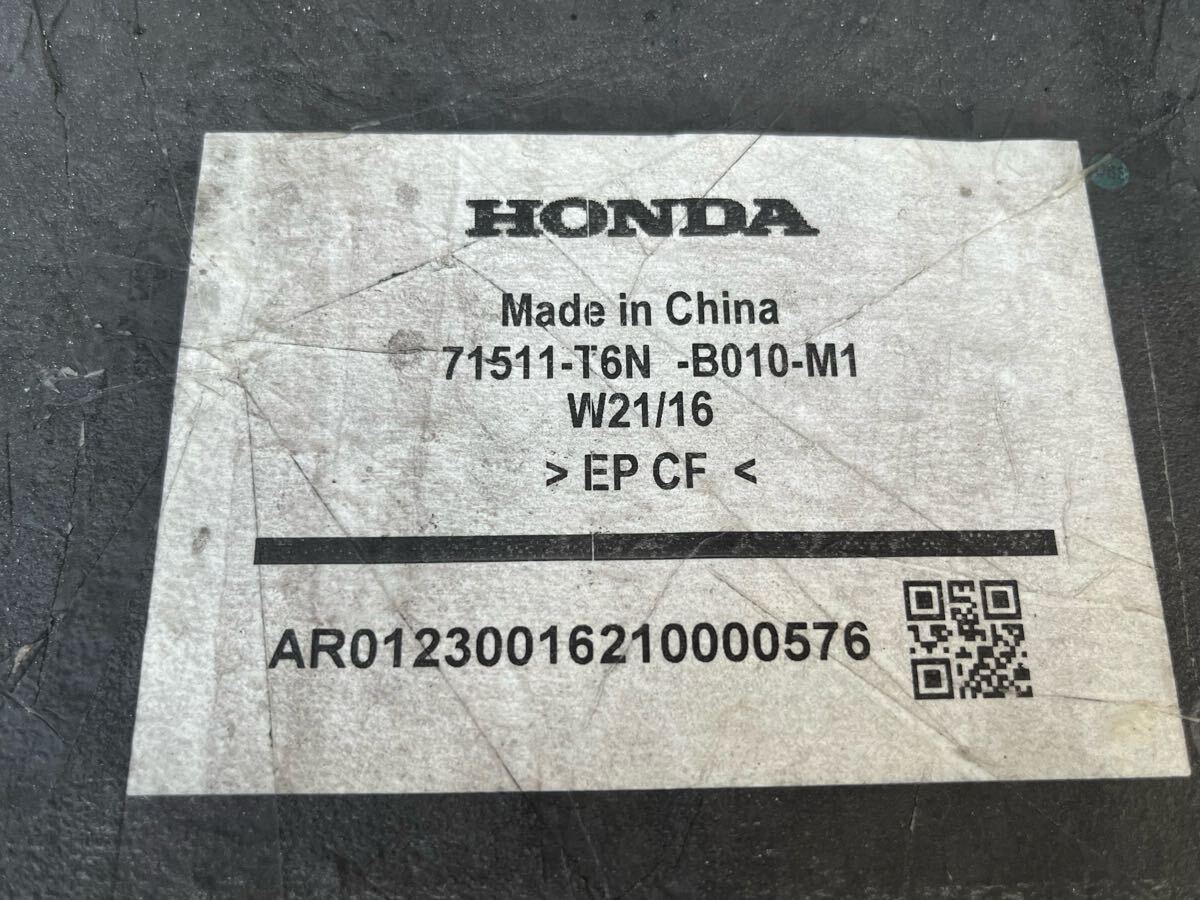 HONDA
Made in China
71511-T6N -B010-M1
W21/16
> EP CF <
AR01230016210000576